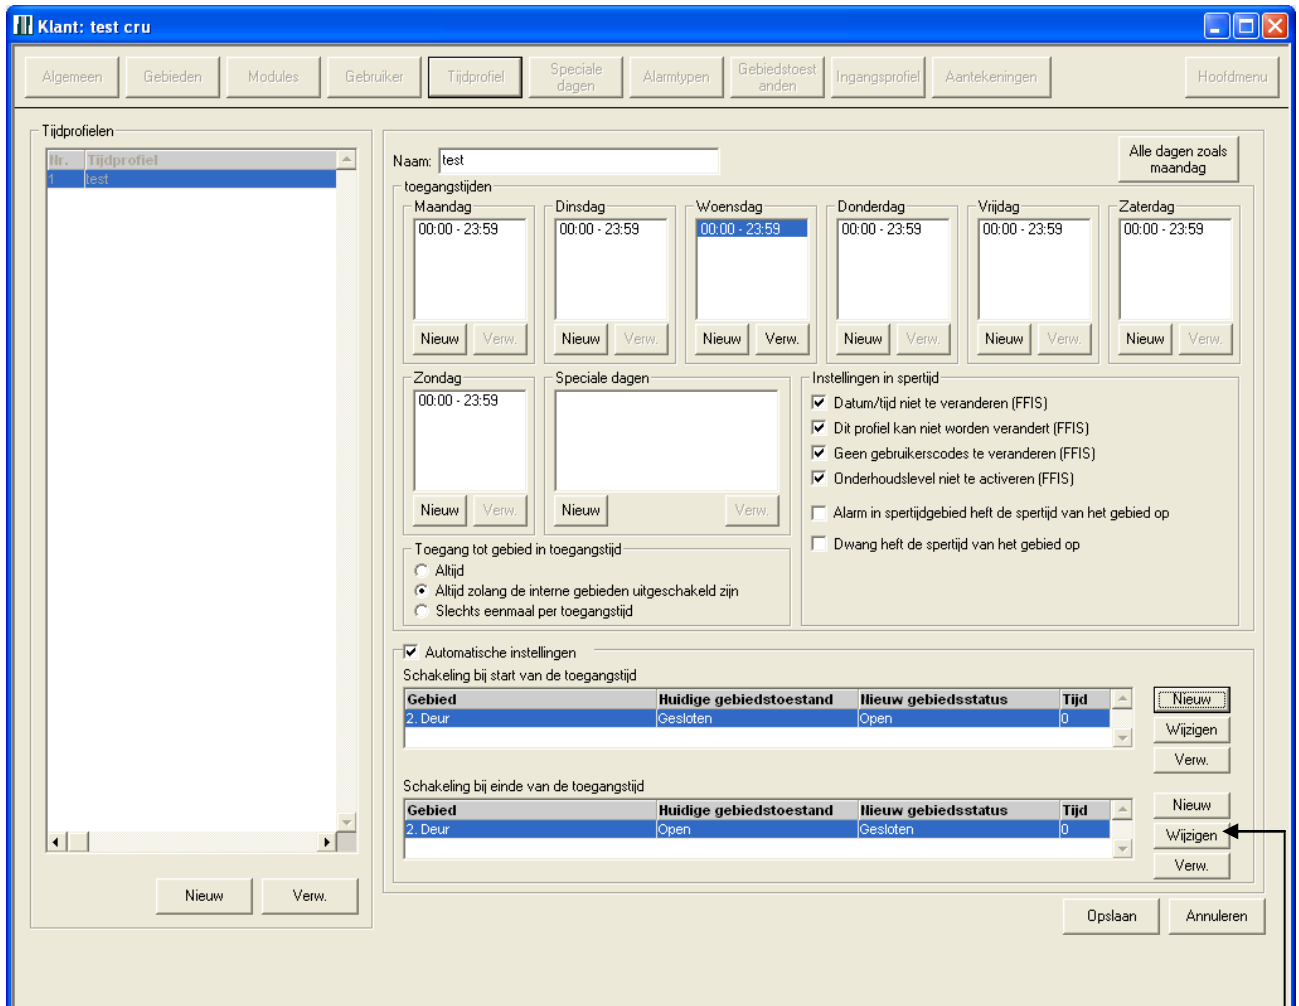 Klant: test cru
Algemeen Gebieden Modules Gebruiker Tijdprofiel Speciale dagen Alarmtypen Gebiedstoest anden Ingangsprofiel Aantekeningen Hoofdmenu
Tijdprofielen
Nr. Tijdprofiel
1 test
Nieuw Verw.
Naam: test
Alle dagen zoals maandag
toegangstijden
Maandag Dinsdag Woensdag Donderdag Vrijdag Zaterdag
00:00 - 23:59 00:00 - 23:59 00:00 - 23:59 00:00 - 23:59 00:00 - 23:59 00:00 - 23:59
Nieuw Verw. Nieuw Verw. Nieuw Verw. Nieuw Verw. Nieuw Verw. Nieuw Verw.
Zondag Speciale dagen
00:00 - 23:59
Nieuw Verw. Nieuw Verw.
Instellingen in spertijd
Datum/tijd niet te veranderen (FFIS)
Dit profiel kan niet worden verandert (FFIS)
Geen gebruikerscodes te veranderen (FFIS)
Onderhoudslevel niet te activeren (FFIS)
Alarm in spertijdgebied heft de spertijd van het gebied op
Dwang heft de spertijd van het gebied op
Toegang tot gebied in toegangstijd
Altijd
Altijd zolang de interne gebieden uitgeschakeld zijn
Slechts eenmaal per toegangstijd
Automatische instellingen
Schakeling bij start van de toegangstijd
Gebied Huidige gebiedstoestand Nieuw gebiedsstatus Tijd
2. Deur Gesloten Open 0
Nieuw
Wijzigen
Verw.
Schakeling bij einde van de toegangstijd
Gebied Huidige gebiedstoestand Nieuw gebiedsstatus Tijd
2. Deur Open Gesloten 0
Nieuw
Wijzigen
Verw.
Opslaan Annuleren